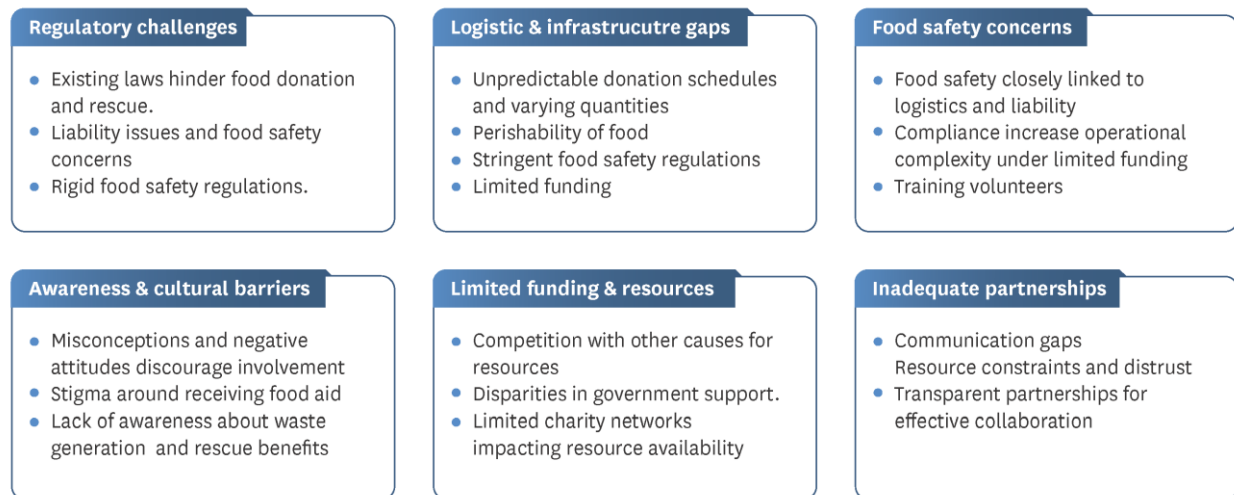 Regulatory challenges
Existing laws hinder food donation
and rescue.
Liability issues and food safety
concerns
Rigid food safety regulations.
Logistic & infrastrucutre gaps
Unpredictable donation schedules
and varying quantities
Perishability of food
Stringent food safety regulations
Limited funding
Food safety concerns
Food safety closely linked to
logistics and liability
Compliance increase operational
complexity under limited funding
Training volunteers
Awareness & cultural barriers
Misconceptions and negative
attitudes discourage involvement
Stigma around receiving food aid
Lack of awareness about waste
generation and rescue benefits
Limited funding & resources
Competition with other causes for
resources
Disparities in government support.
Limited charity networks
impacting resource availability
Inadequate partnerships
Communication gaps
Resource constraints and distrust
Transparent partnerships for
effective collaboration